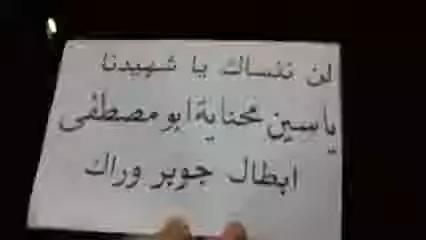 لن ننساك يا شهيدنا
ياسين محناية ابو مصطفى
ابطال جوبر وراك